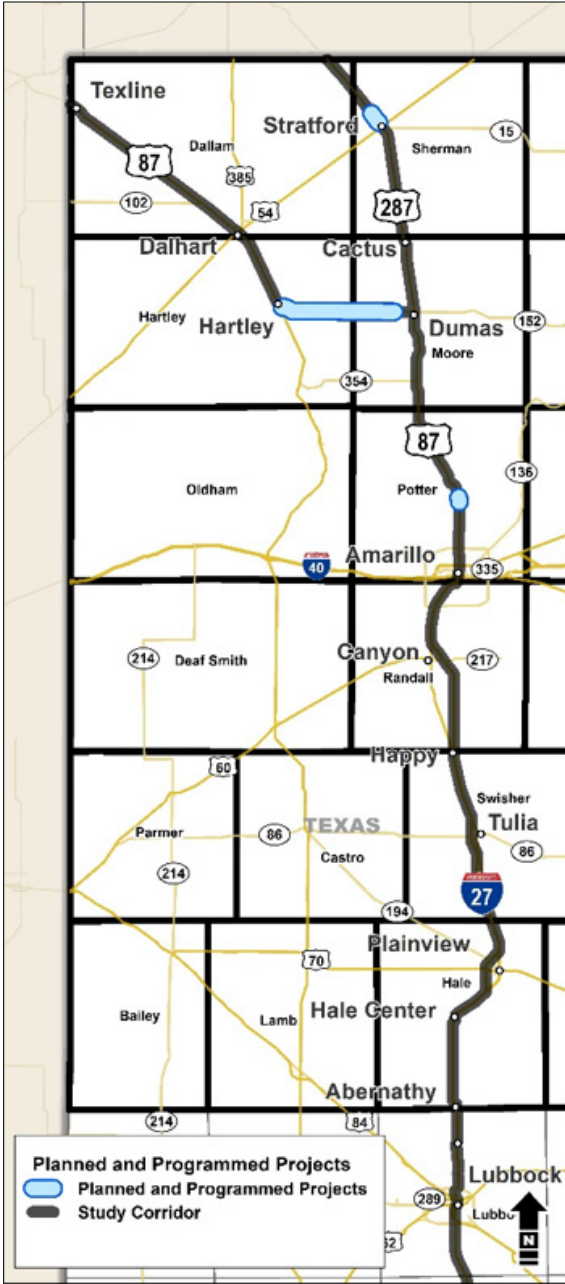 Texline
Stratford
15
87
Dallam
Sherman
385
102
54
287
Dalhart
Cactus
Hartley
Hartley
Dumas
152
Moore
354
87
136
Oldham
Potter
Amarillo
40
335
Canyon
214
Deaf Smith
217
Randall
Happy
60
Swisher
TEXAS
Tulia
Parmer
86
86
Castro
214
27
194
Plainview
70
Hale
Bailey
Lamb
Hale Center
Abernathy
214
84
Planned and Programmed Projects
Planned and Programmed Projects
Study Corridor
Lubbock
289
Lubbo
N